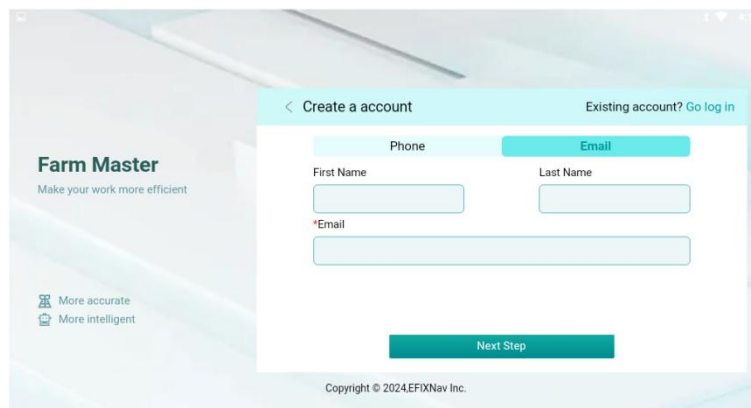 Create a account
Existing account? Go log in
Phone
Email
Farm Master
Make your work more efficient
First Name
Last Name
*Email
More accurate
More intelligent
Next Step
Copyright © 2024,EFIXNav Inc.